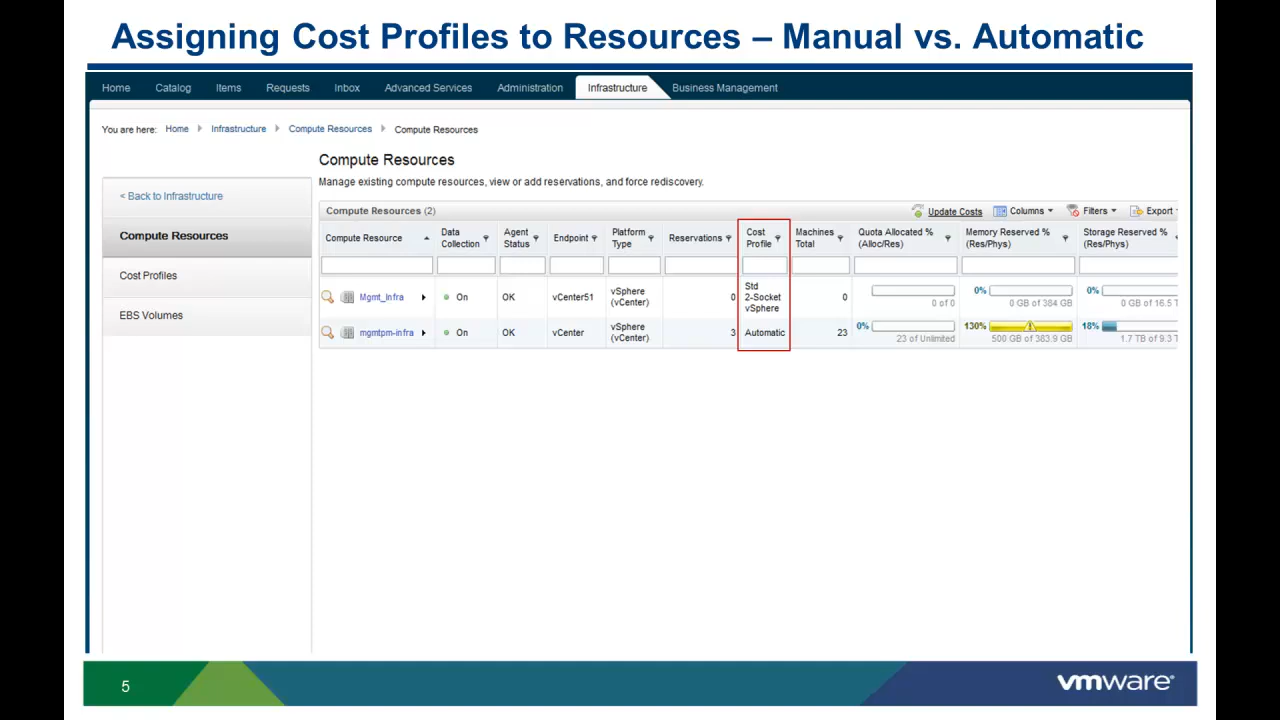 Assigning Cost Profiles to Resources – Manual vs. Automatic
Home Catalog Items Requests Inbox Advanced Services Administration Infrastructure Business Management
You are here: Home Infrastructure Compute Resources Compute Resources
Compute Resources
Manage existing compute resources, view or add reservations, and force rediscovery.
< Back to Infrastructure
Compute Resources
Cost Profiles
EBS Volumes
Compute Resources (2) Update Costs Columns Filters Export
Compute Resource
Data
Collection
Agent
Status
Endpoint
Platform
Type
Reservations
Cost
Profile
Machines
Total
Quota Allocated %
(Alloc/Res)
Memory Reserved %
(Res/Phys)
Storage Reserved %
(Res/Phys)
Mgmt_Infra
On
OK
vCenter51
vSphere
(vCenter)
0
Std
2-Socket
vSphere
0
0 of 0
0%
0 GB of 384 GB
0%
0 GB of 16.5 T
mgmtpm-infra
On
OK
vCenter
vSphere
(vCenter)
3
Automatic
23
0%
23 of Unlimited
130%
500 GB of 383.9 GB
18%
1.7 TB of 9.3 T
5
vmware